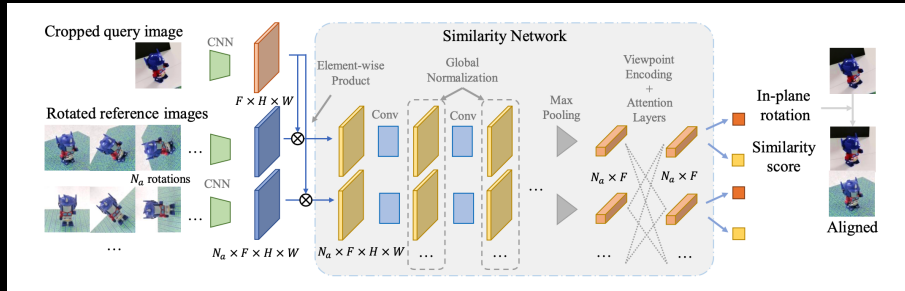 Cropped query image
CNN
F × H × W
Rotated reference images
...
N_a rotations
CNN
...
...
N_a × F × H × W
Similarity Network
Element-wise
Product
Global
Normalization
Conv
Conv
N_a × F × H × W
...
...
...
Max
Pooling
Viewpoint
Encoding
+
Attention
Layers
N_a × F
N_a × F
...
...
In-plane
rotation
Similarity
score
Aligned